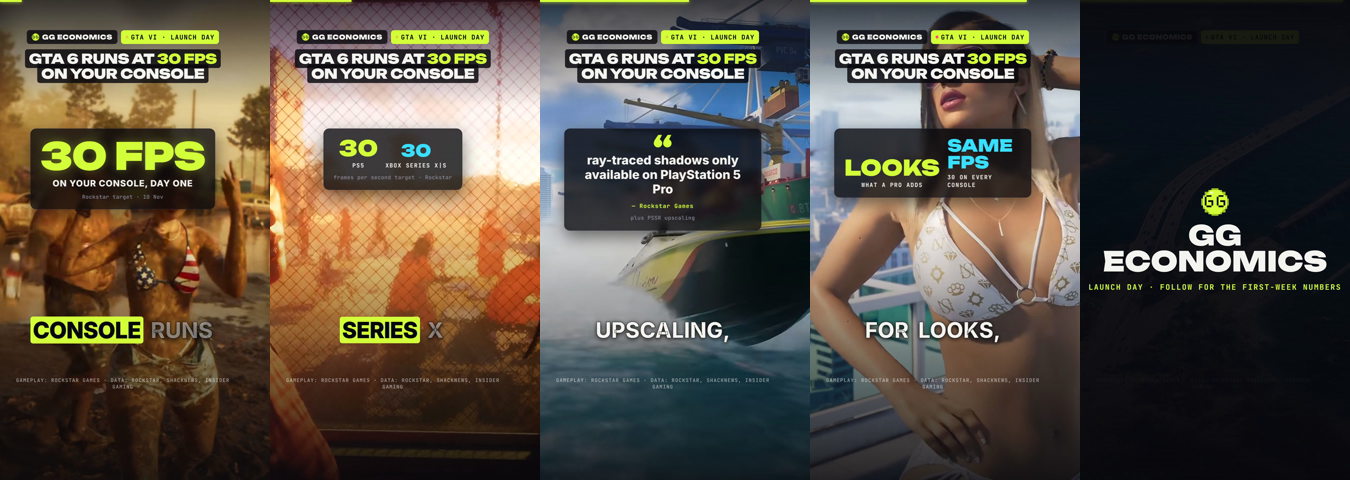 GG ECONOMICS
GTA VI · LAUNCH DAY
GTA 6 RUNS AT 30 FPS
ON YOUR CONSOLE
30 FPS
ON YOUR CONSOLE, DAY ONE
Rockstar target · 16 Nov
CONSOLE RUNS
GAMEPLAY: ROCKSTAR GAMES · DATA: ROCKSTAR, SHACKNEWS, INSIDER
GAMING
GG ECONOMICS
GTA VI · LAUNCH DAY
GTA 6 RUNS AT 30 FPS
ON YOUR CONSOLE
30
PS5
30
XBOX SERIES X|S
frames per second target · Rockstar
SERIES X
GAMEPLAY: ROCKSTAR GAMES · DATA: ROCKSTAR, SHACKNEWS, INSIDER
GAMING
GG ECONOMICS
GTA VI · LAUNCH DAY
GTA 6 RUNS AT 30 FPS
ON YOUR CONSOLE
“
ray-traced shadows only
available on PlayStation 5
Pro
— Rockstar Games
plus PSSR upscaling
UPSCALING,
GAMEPLAY: ROCKSTAR GAMES · DATA: ROCKSTAR, SHACKNEWS, INSIDER
GAMING
GG ECONOMICS
GTA VI · LAUNCH DAY
GTA 6 RUNS AT 30 FPS
ON YOUR CONSOLE
LOOKS
WHAT A PRO ADDS
SAME
FPS
30 ON EVERY
CONSOLE
FOR LOOKS,
GAMEPLAY: ROCKSTAR GAMES · DATA: ROCKSTAR, SHACKNEWS, INSIDER
GAMING
GG ECONOMICS
GTA VI · LAUNCH DAY
GG
GG
ECONOMICS
LAUNCH DAY · FOLLOW FOR THE FIRST-WEEK NUMBERS